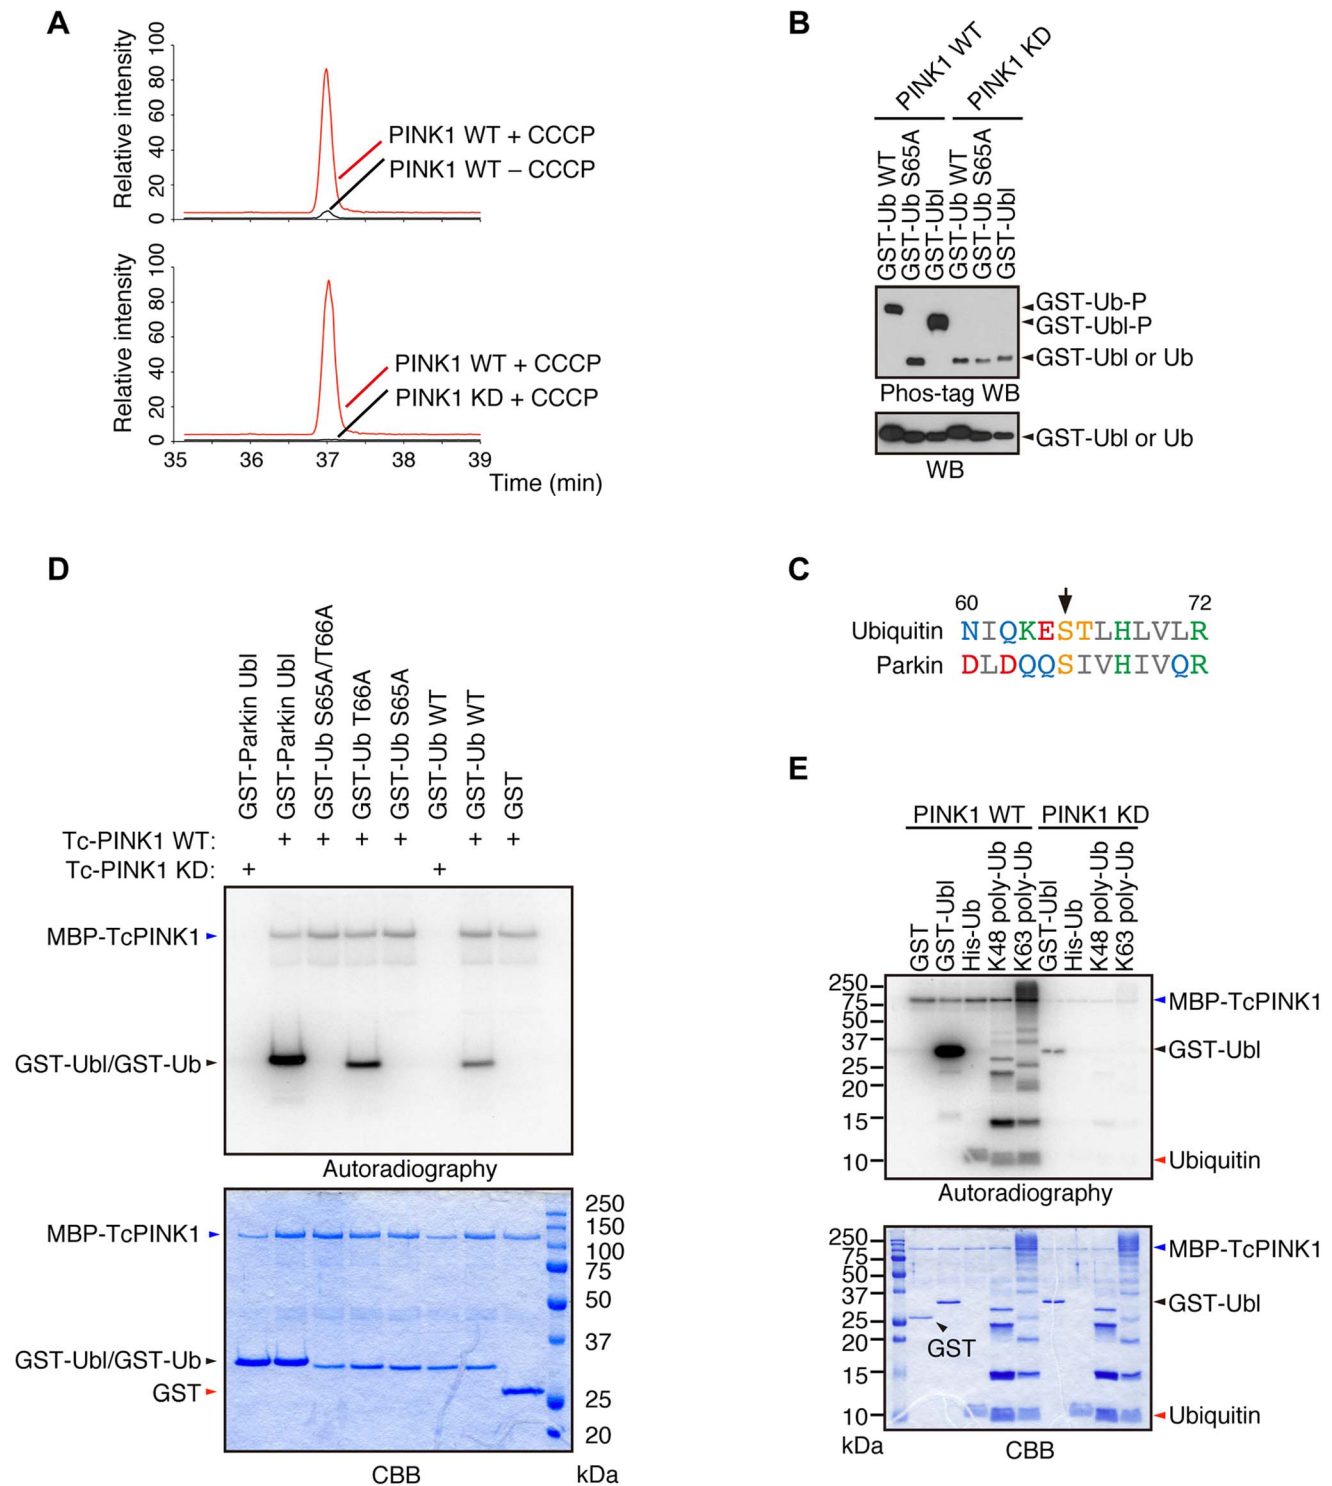 A
Relative intensity
100
80
60
40
20
0
PINK1 WT + CCCP
PINK1 WT – CCCP
Relative intensity
100
80
60
40
20
0
PINK1 WT + CCCP
PINK1 KD + CCCP
35 36 37 38 39
Time (min)
B
PINK1 WT
PINK1 KD
GST-Ub WT
GST-Ub S65A
GST-Ubl
GST-Ub WT
GST-Ub S65A
GST-Ubl
GST-Ub-P
GST-Ubl-P
GST-Ubl or Ub
Phos-tag WB
GST-Ubl or Ub
WB
C
60 72
Ubiquitin NIQKESTLHLVLR
Parkin DLDQQSIVHIVQR
D
GST-Parkin Ubl
GST-Parkin Ubl
GST-Ub S65A/T66A
GST-Ub T66A
GST-Ub S65A
GST-Ub WT
GST-Ub WT
GST
Tc-PINK1 WT: + + + + + +
Tc-PINK1 KD: + +
MBP-TcPINK1
GST-Ubl/GST-Ub
Autoradiography
MBP-TcPINK1
GST-Ubl/GST-Ub
GST
250
150
100
75
50
37
25
20
CBB kDa
E
PINK1 WT PINK1 KD
GST
GST-Ubl
His-Ub
K48 poly-Ub
K63 poly-Ub
GST-Ubl
His-Ub
K48 poly-Ub
K63 poly-Ub
250
75
50
37
25
20
15
10
MBP-TcPINK1
GST-Ubl
Ubiquitin
Autoradiography
250
75
50
37
25
20
15
10
kDa
MBP-TcPINK1
GST-Ubl
GST
Ubiquitin
CBB